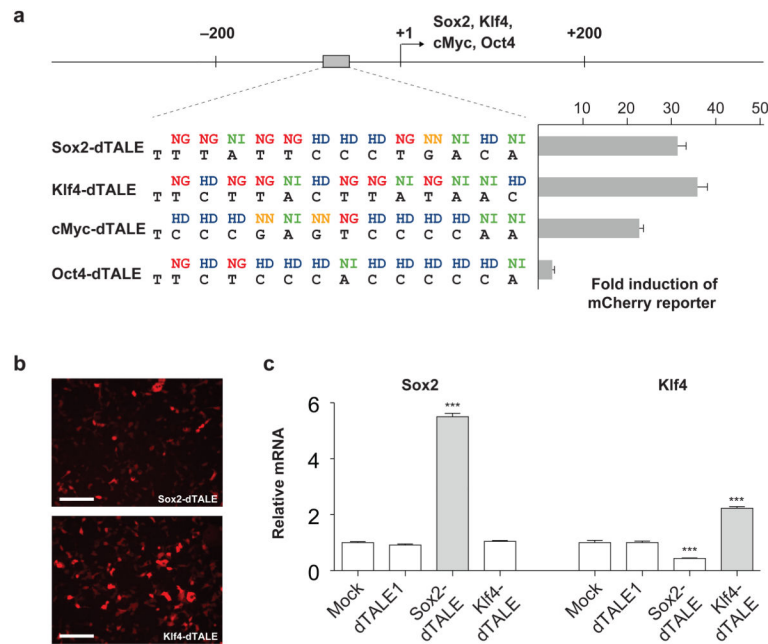 a
Sox2, Klf4,
cMyc, Oct4
–200 +1 +200
10 20 30 40 50
NG NG NI NG NG HD HD HD NG NN NI HD NI
Sox2-dTALE T T T A T T C C C T G A C A
NG HD NG NG NI HD NG NG NI NG NI NI HD
Klf4-dTALE T T C T T A C T T A T A A C
HD HD HD NN NI NN NG HD HD HD HD NI NI
cMyc-dTALE T C C C G A G T C C C C A A
NG HD NG HD HD HD NI HD HD HD HD HD NI
Oct4-dTALE T T C T C C C A C C C C C A
Fold induction of
mCherry reporter
b
Sox2-dTALE
Klf4-dTALE
c
Sox2 Klf4
Relative mRNA
6
4
2
0
***
***
***
Mock
dTALE1
Sox2-
dTALE
Klf4-
dTALE
Mock
dTALE1
Sox2-
dTALE
Klf4-
dTALE